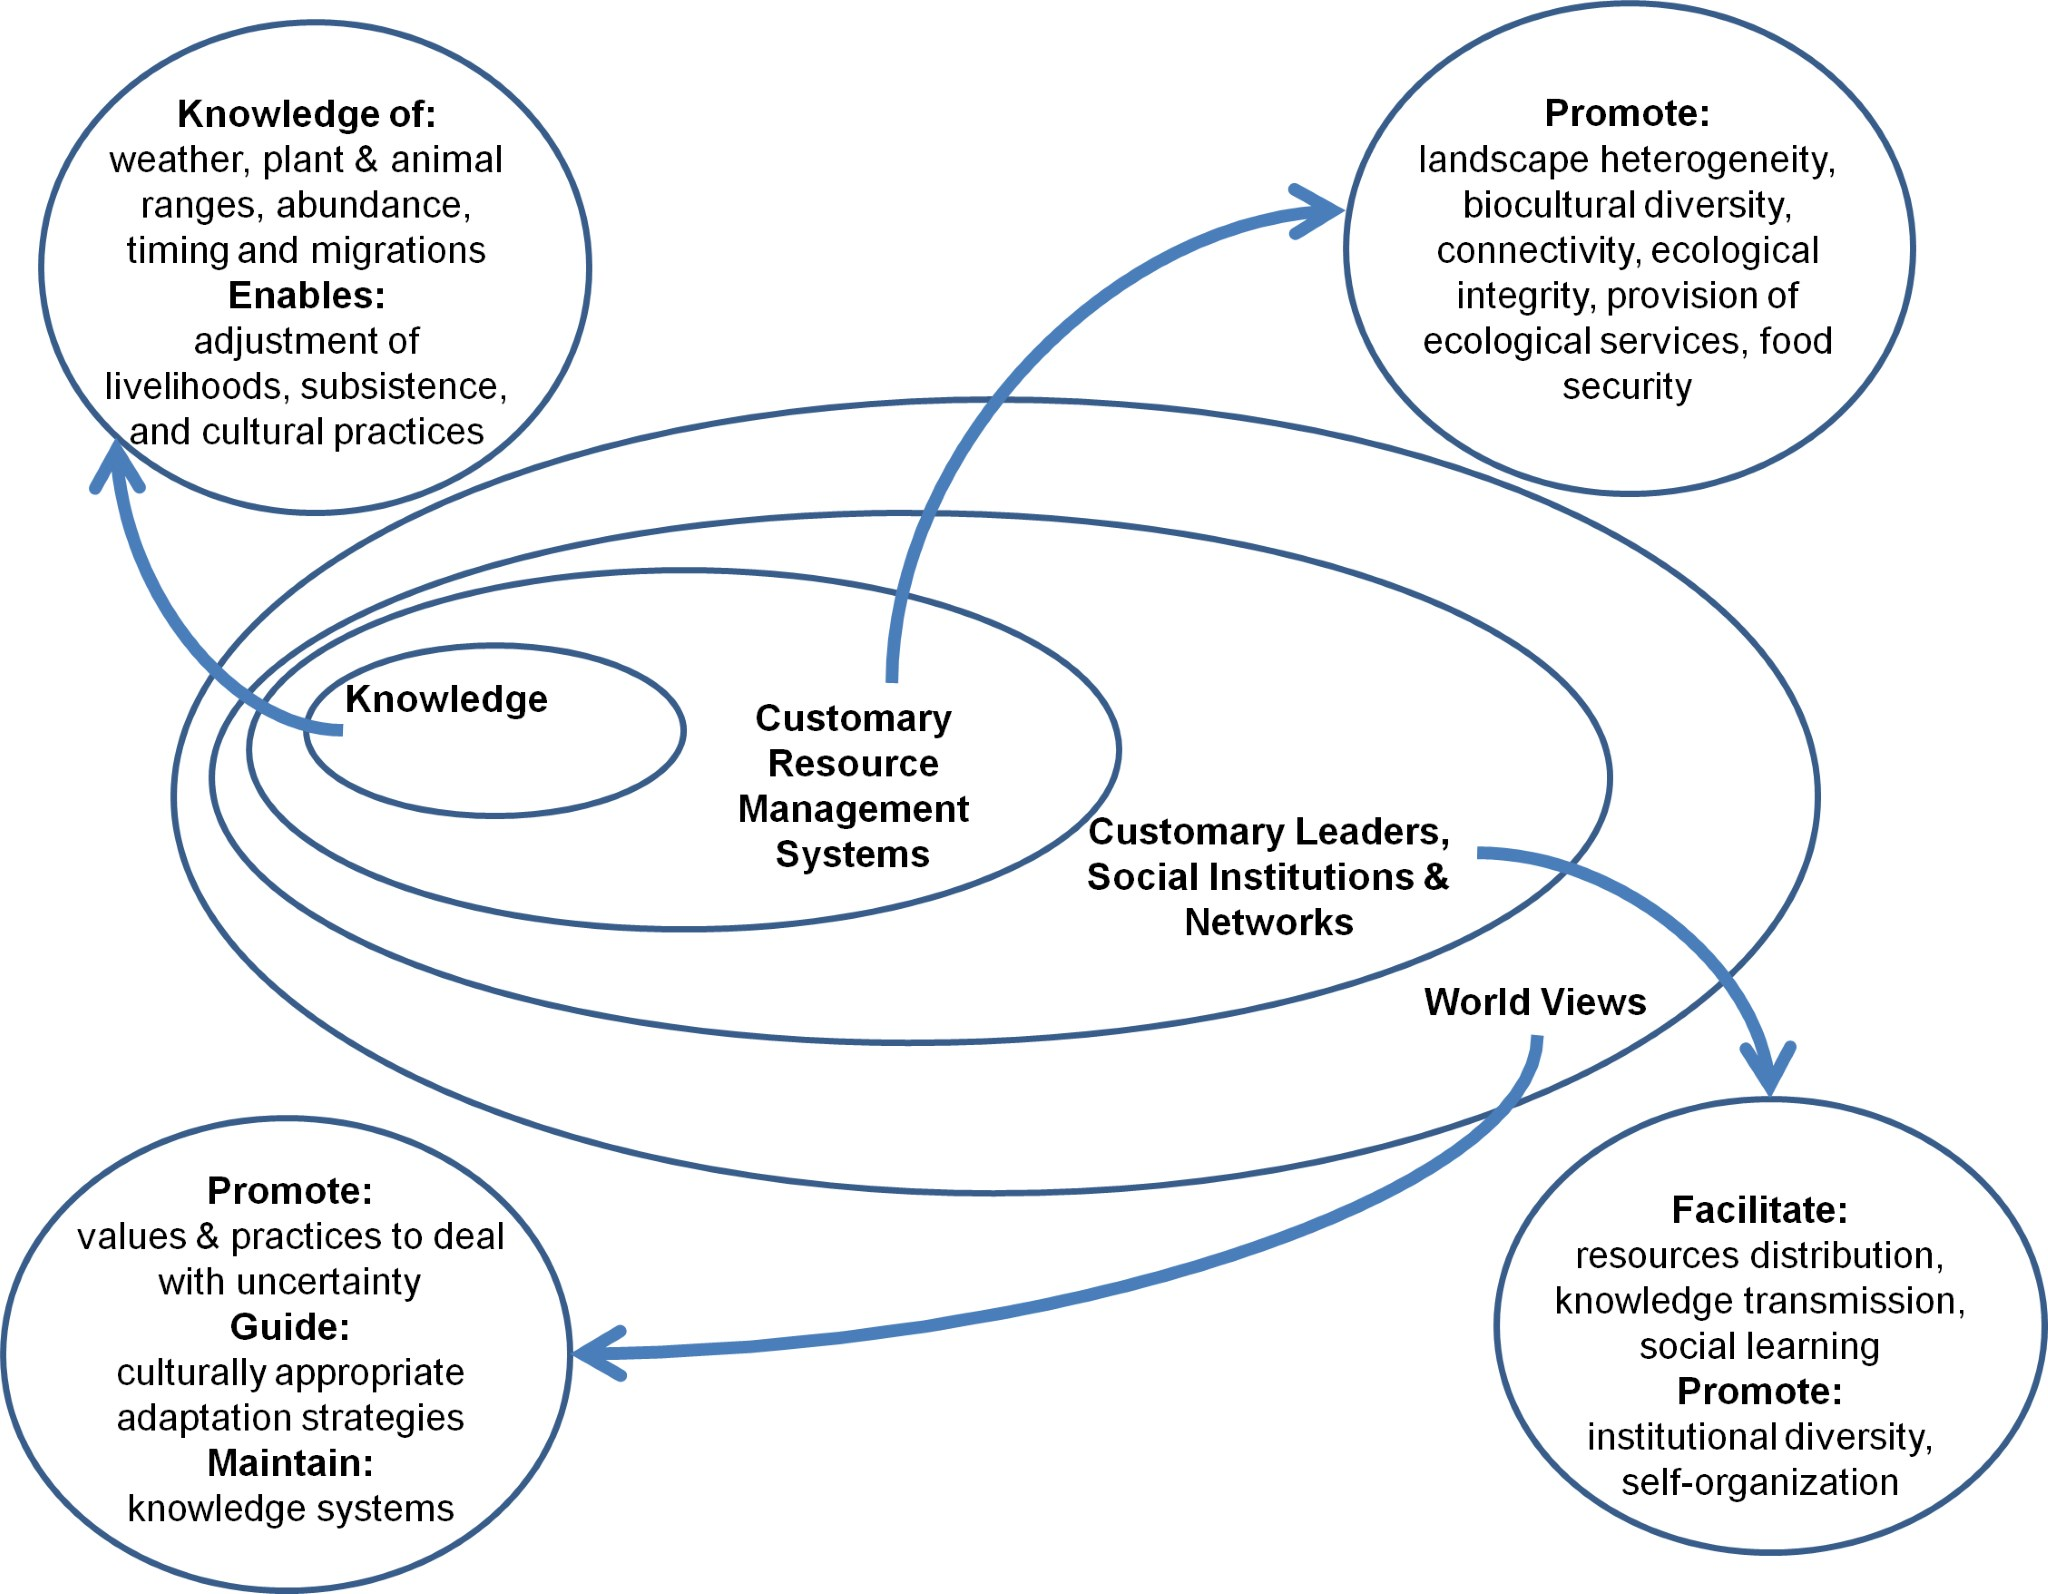 Knowledge of:
weather, plant & animal
ranges, abundance,
timing and migrations
Enables:
adjustment of
livelihoods, subsistence,
and cultural practices
Promote:
landscape heterogeneity,
biocultural diversity,
connectivity, ecological
integrity, provision of
ecological services, food
security
Knowledge
Customary
Resource
Management
Systems
Customary Leaders,
Social Institutions &
Networks
World Views
Promote:
values & practices to deal
with uncertainty
Guide:
culturally appropriate
adaptation strategies
Maintain:
knowledge systems
Facilitate:
resources distribution,
knowledge transmission,
social learning
Promote:
institutional diversity,
self-organization